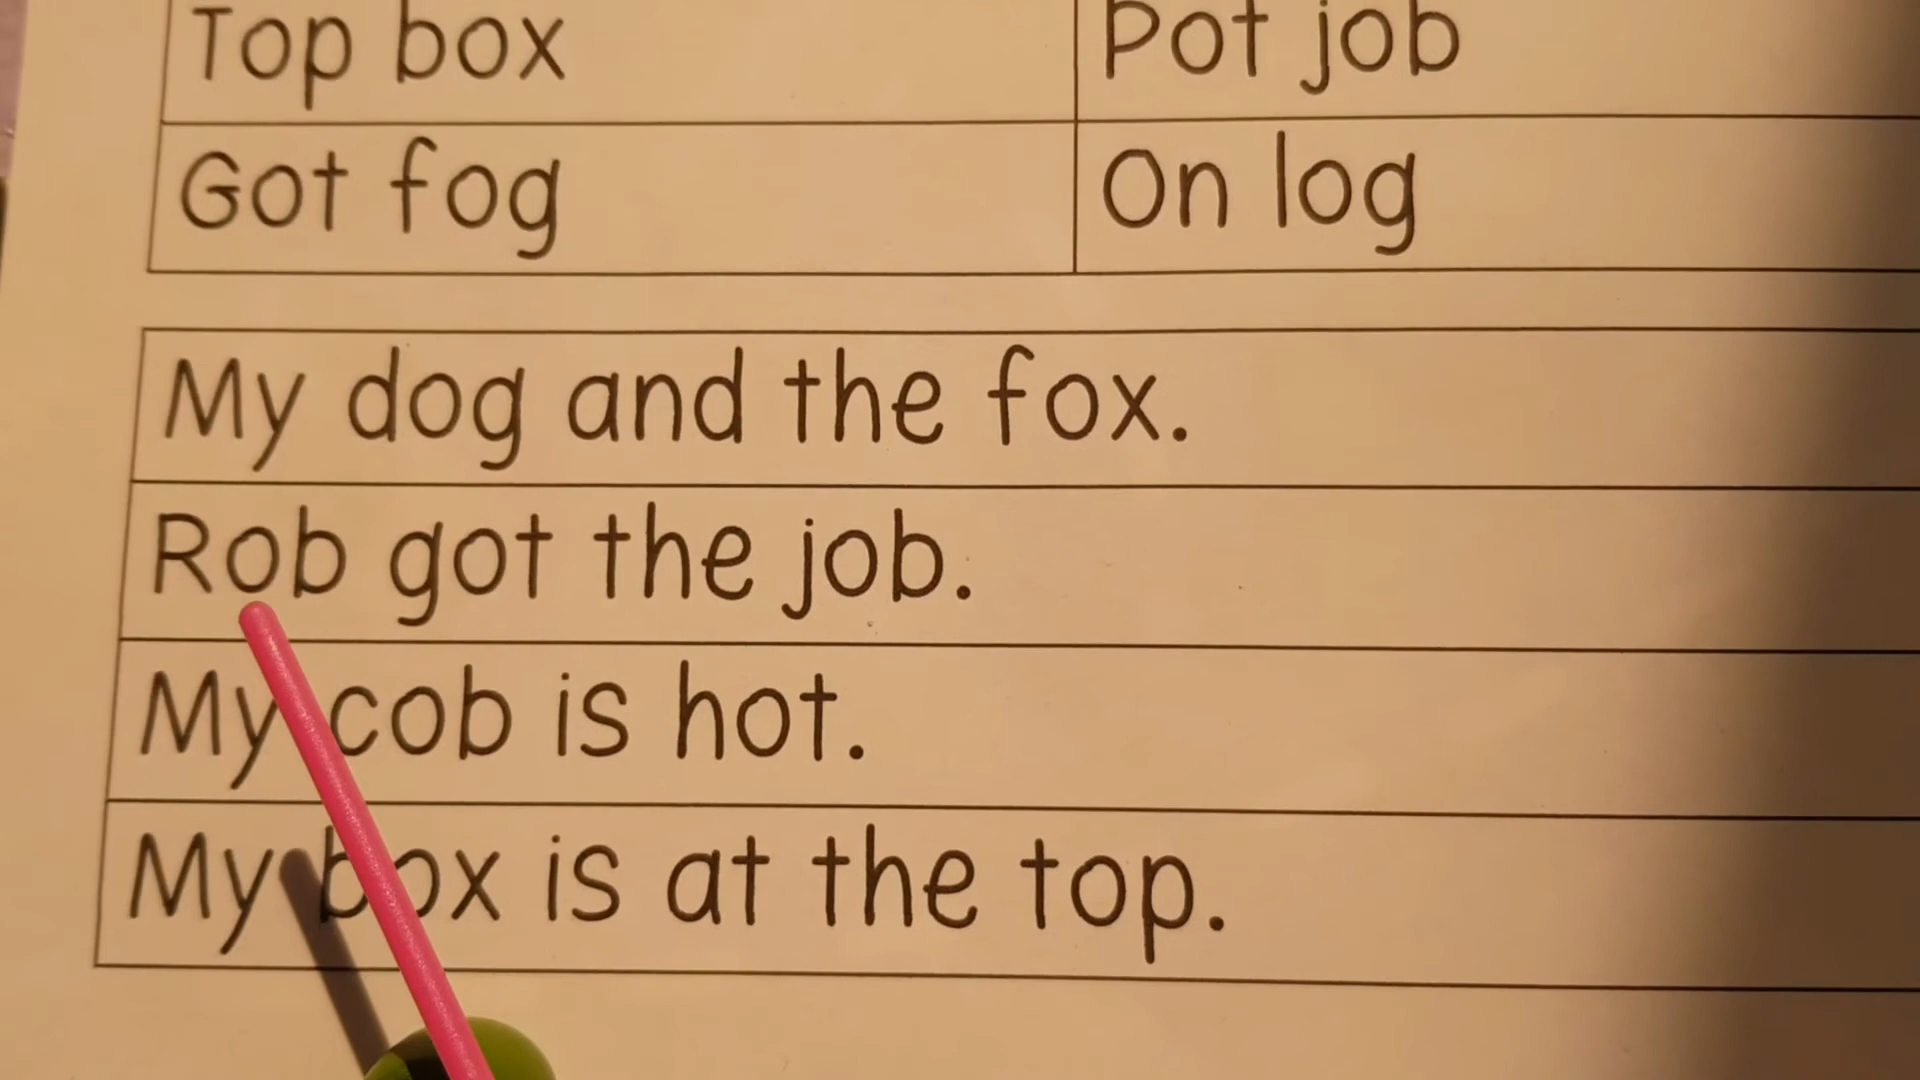 Top box
Pot job
Got fog
On log
My dog and the fox.
Rob got the job.
My cob is hot.
My box is at the top.